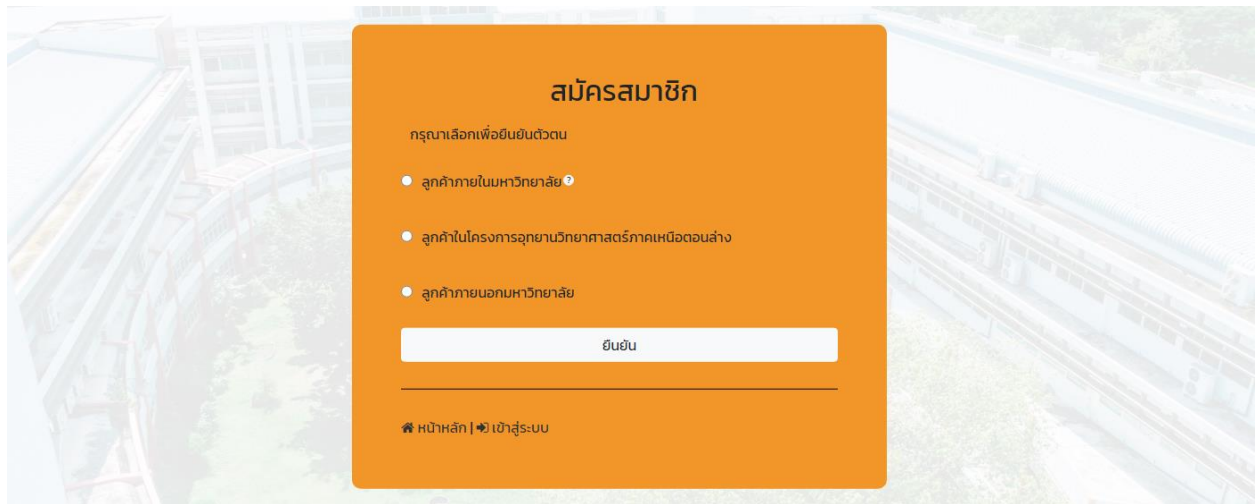 สมัครสมาชิก
กรุณาเลือกเพื่อยืนยันตัวตน
ลูกค้าภายในมหาวิทยาลัย?
ลูกค้าในโครงการอุทยานวิทยาศาสตร์ภาคเหนือตอนล่าง
ลูกค้าภายนอกมหาวิทยาลัย
ยืนยัน
หน้าหลัก | เข้าสู่ระบบ